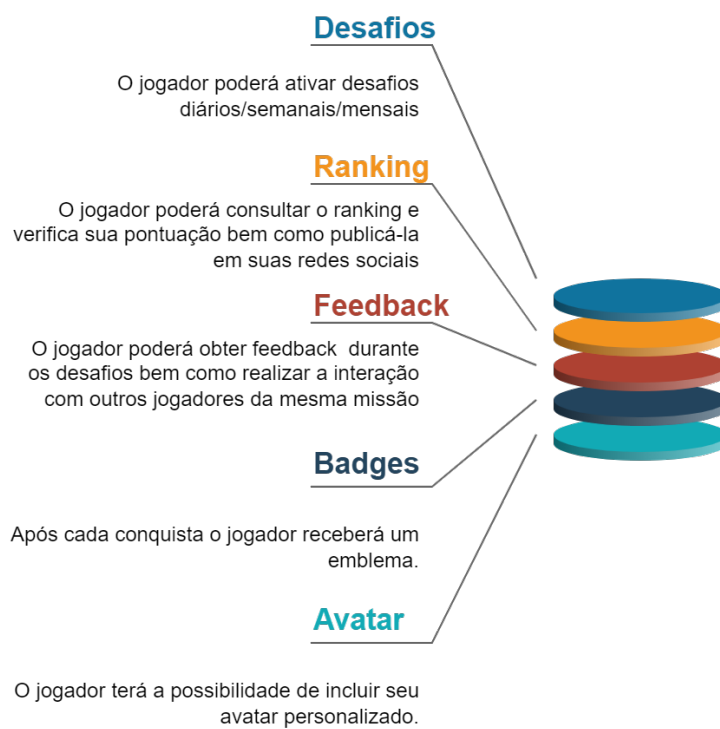 Desafios
O jogador poderá ativar desafios
diários/semanais/mensais
Ranking
O jogador poderá consultar o ranking e
verifica sua pontuação bem como publicá-la
em suas redes sociais
Feedback
O jogador poderá obter feedback  durante
os desafios bem como realizar a interação
com outros jogadores da mesma missão
Badges
Após cada conquista o jogador receberá um
emblema.
Avatar
O jogador terá a possibilidade de incluir seu
avatar personalizado.